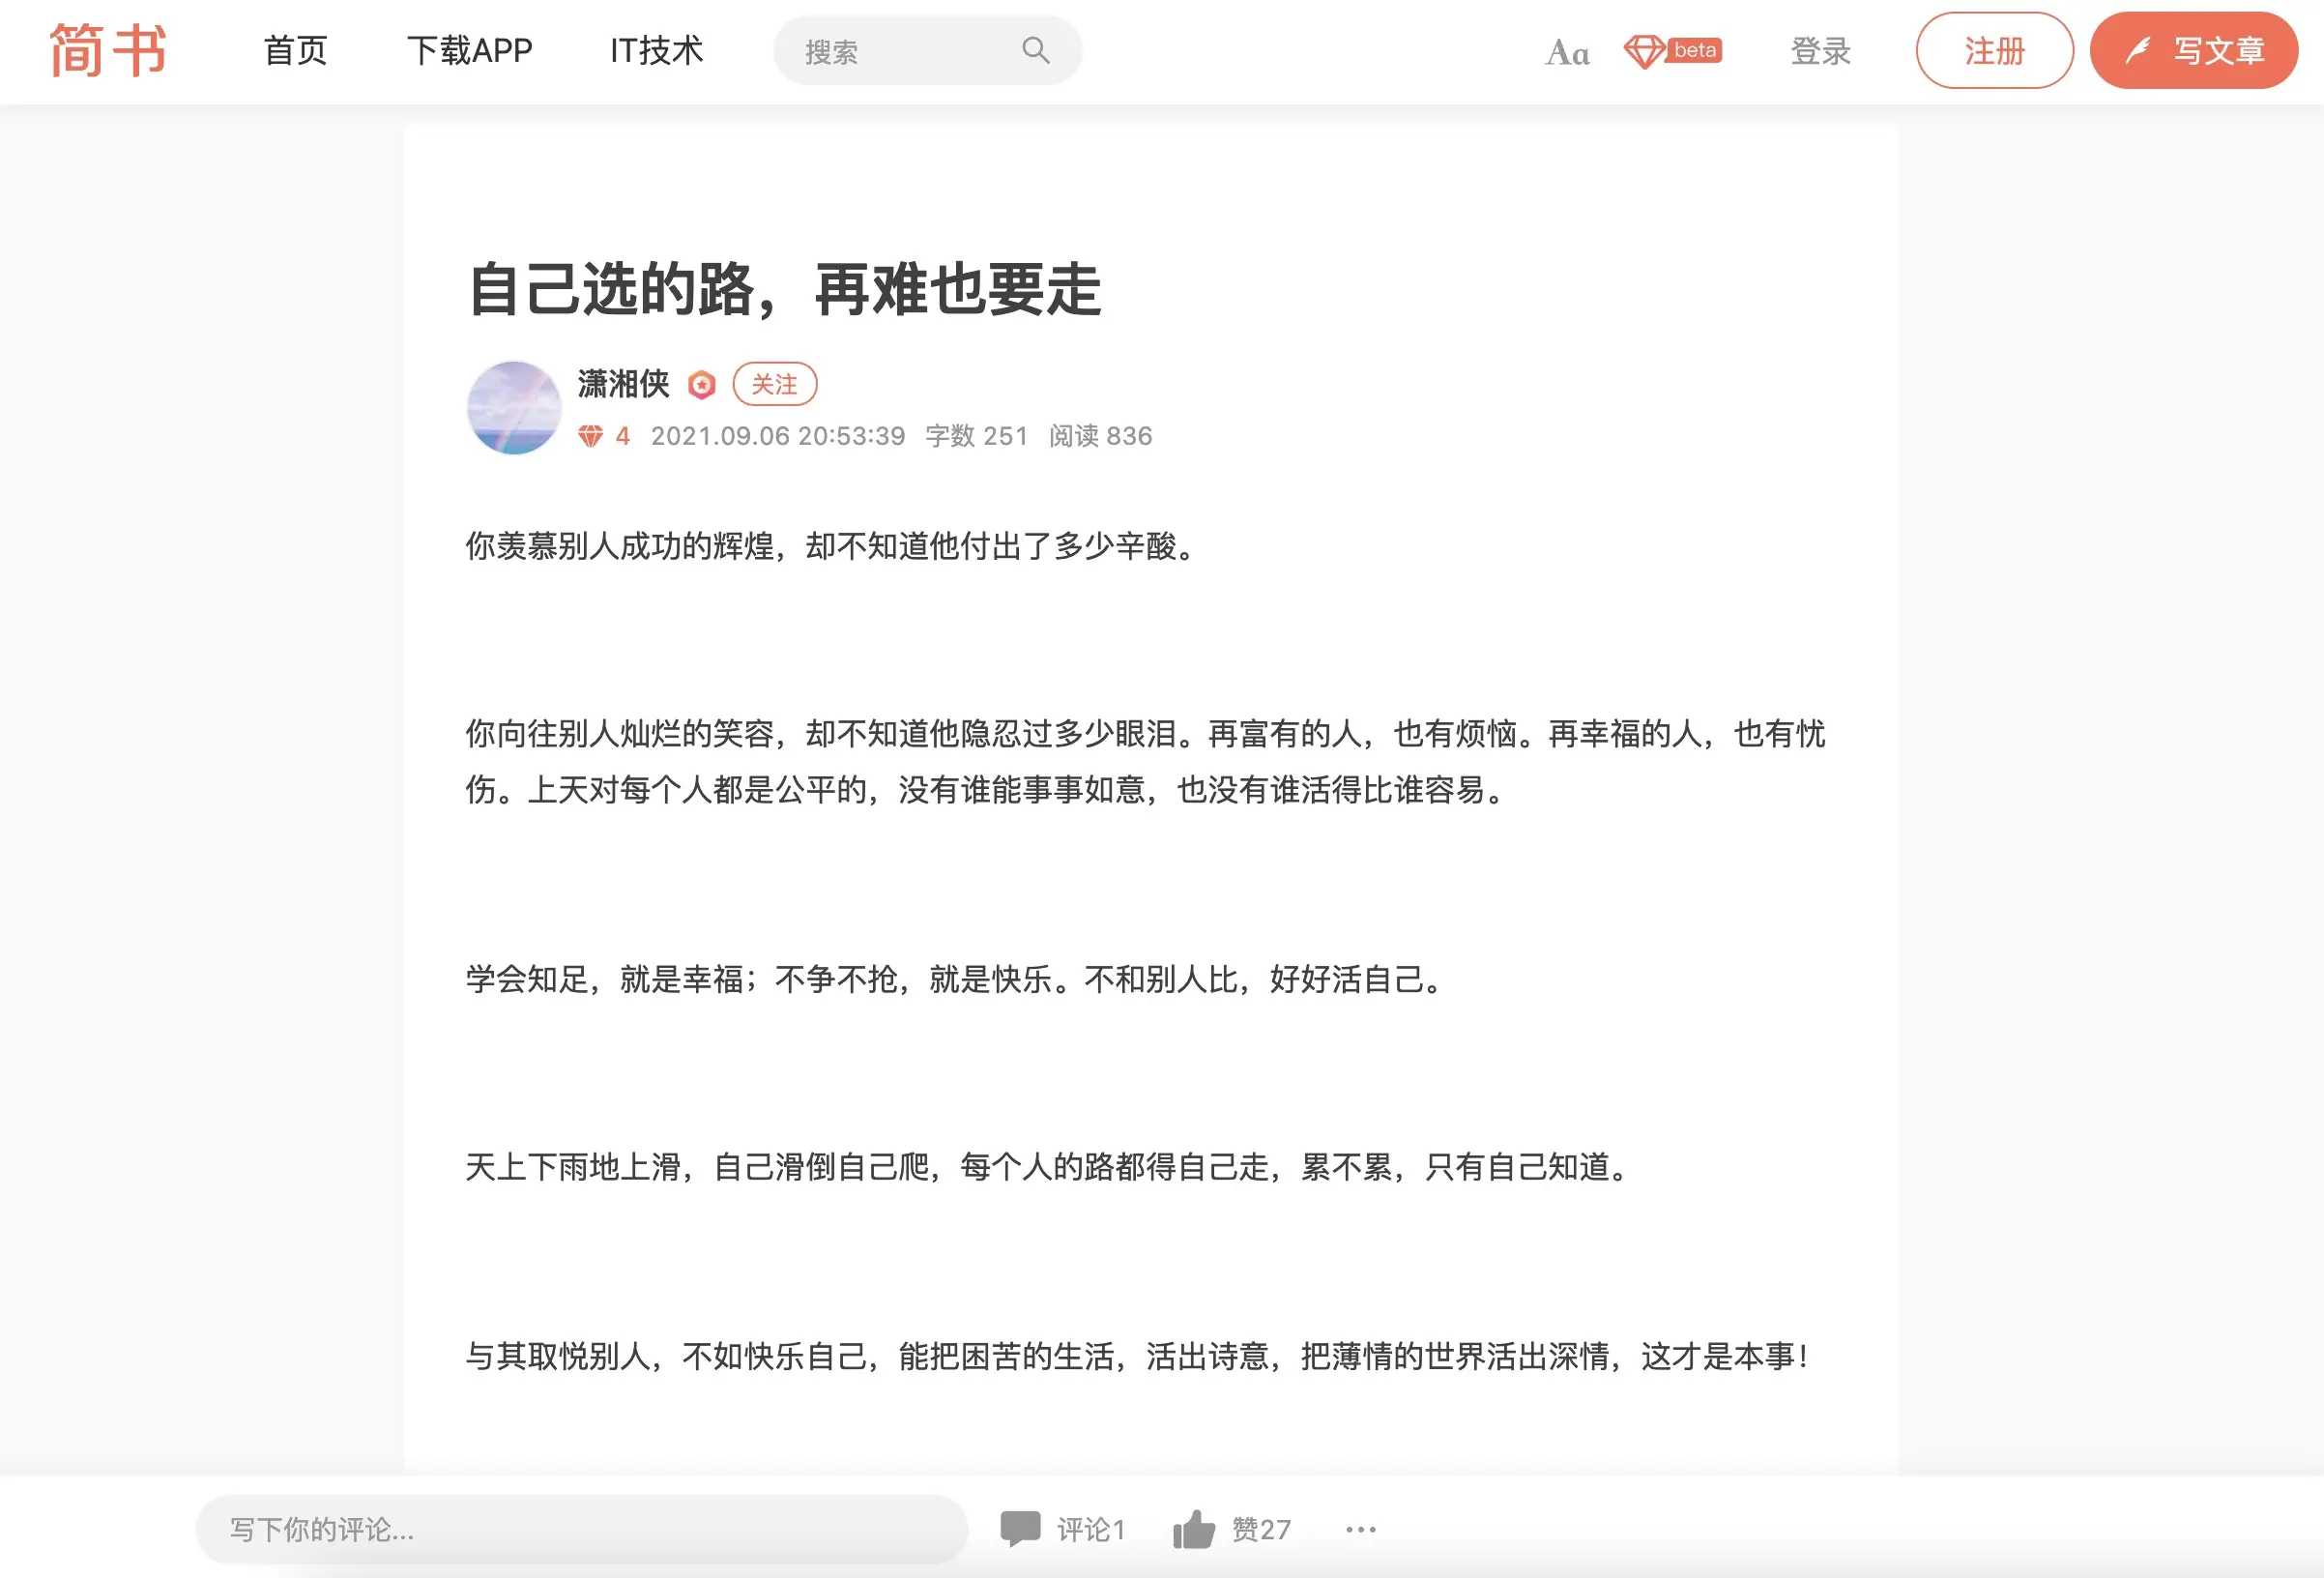 简书 首页 下载APP IT技术 搜索 Aa beta 登录 注册 写文章
自己选的路，再难也要走
潇湘侠 关注
4 2021.09.06 20:53:39 字数 251 阅读 836
你羡慕别人成功的辉煌，却不知道他付出了多少辛酸。
你向往别人灿烂的笑容，却不知道他隐忍过多少眼泪。再富有的人，也有烦恼。再幸福的人，也有忧
伤。上天对每个人都是公平的，没有谁能事事如意，也没有谁活得比谁容易。
学会知足，就是幸福；不争不抢，就是快乐。不和别人比，好好活自己。
天上下雨地上滑，自己滑倒自己爬，每个人的路都得自己走，累不累，只有自己知道。
与其取悦别人，不如快乐自己，能把困苦的生活，活出诗意，把薄情的世界活出深情，这才是本事！
写下你的评论... 评论1 赞27